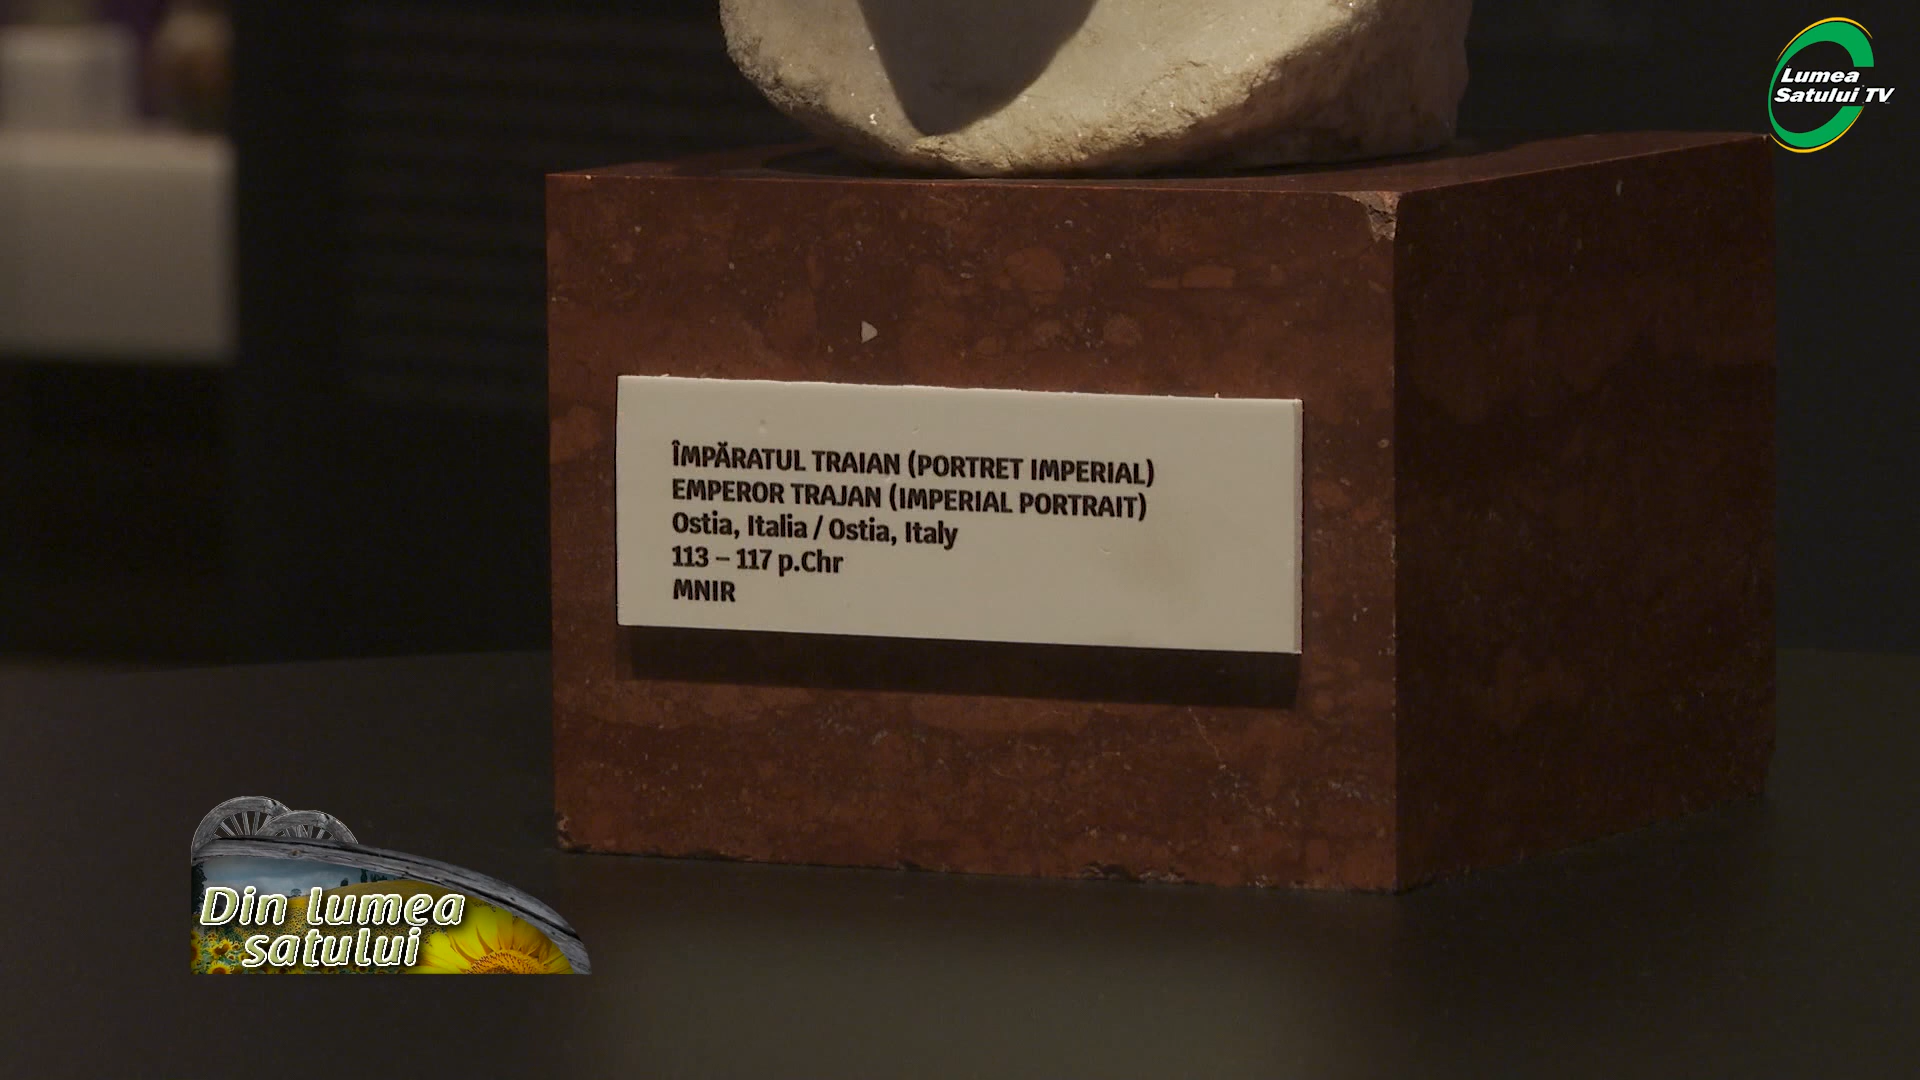 Lumea
Satului TV
ÎMPĂRATUL TRAIAN (PORTRET IMPERIAL)
EMPEROR TRAJAN (IMPERIAL PORTRAIT)
Ostia, Italia / Ostia, Italy
113 – 117 p.Chr
MNIR
Din lumea
satului